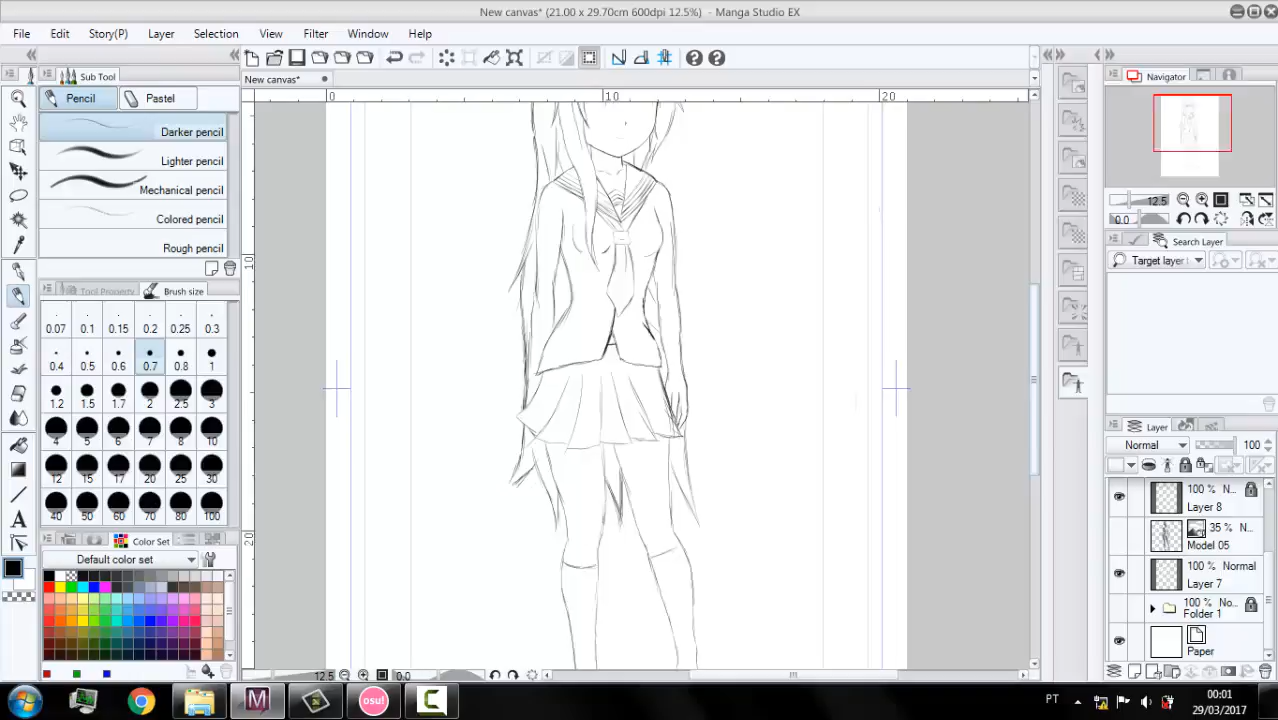 New canvas* (21.00 x 29.70cm 600dpi 12.5%) - Manga Studio EX
File Edit Story(P) Layer Selection View Filter Window Help
Sub Tool
New canvas*
Pencil Pastel
0 10 20
Navigator
Darker pencil
Lighter pencil
Mechanical pencil
Colored pencil
Rough pencil
12.5
0.0
Search Layer
Target layer
10
20
Tool Property Brush size
0.07 0.1 0.15 0.2 0.25 0.3
0.4 0.5 0.6 0.7 0.8 1
1.2 1.5 1.7 2 2.5 3
4 5 6 7 8 10
12 15 17 20 25 30
40 50 60 70 80 100
Color Set
Default color set
Layer
Normal 100
100 % N...
Layer 8
35 % N...
Model 05
100 % Normal
Layer 7
100 % No...
Folder 1
Paper
12.5 0.0
osu!
PT
00:01
29/03/2017